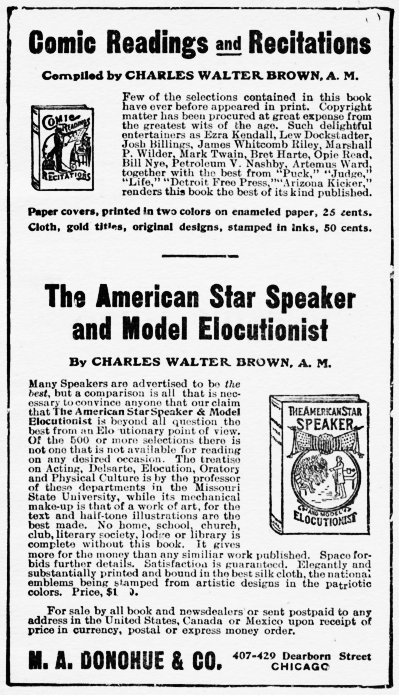 Comic Readings and Recitations
Compiled by CHARLES WALTER BROWN, A. M.
COMIC
READINGS
AND
RECITATIONS
Few of the selections contained in this book
have ever before appeared in print. Copyright
matter has been procured at great expense from
the greatest wits of the age. Such delightful
entertainers as Ezra Kendall, Lew Dockstadter,
Josh Billings, James Whitcomb Riley, Marshall
P. Wilder, Mark Twain, Bret Harte, Opie Read,
Bill Nye, Petroleum V. Nashby, Artemus Ward,
together with the best from "Puck," "Judge,"
"Life," "Detroit Free Press," "Arizona Kicker,"
renders this book the best of its kind published.
Paper covers, printed in two colors on enameled paper, 25 cents.
Cloth, gold titles, original designs, stamped in inks, 50 cents.
The American Star Speaker
and Model Elocutionist
By CHARLES WALTER BROWN, A. M.
Many Speakers are advertised to be the
best, but a comparison is all that is nec-
essary to convince anyone that our claim
that The American Star Speaker & Model
Elocutionist is beyond all question the
best from an Elo utionary point of view.
Of the 500 or more selections there is
not one that is not available for reading
on any desired occasion. The treatise
on Acting, Delsarte, Elocution, Oratory
and Physical Culture is by the professor
of these departments in the Missouri
State University, while its mechanical
make-up is that of a work of art, for the
text and half-tone illustrations are the
best made. No home, school, church,
club, literary society, lodge or library is
complete without this book. It gives
more for the money than any similiar work published. Space for-
bids further details. Satisfaction is guaranteed. Elegantly and
substantially printed and bound in the best silk cloth, the national
emblems being stamped from artistic designs in the patriotic
colors. Price, $1
THE AMERICAN STAR
SPEAKER
AND MODEL
ELOCUTIONIST
For sale by all book and newsdealers or sent postpaid to any
address in the United States, Canada or Mexico upon receipt of
price in currency, postal or express money order.
M. A. DONOHUE & CO.
407-429 Dearborn Street
CHICAGO